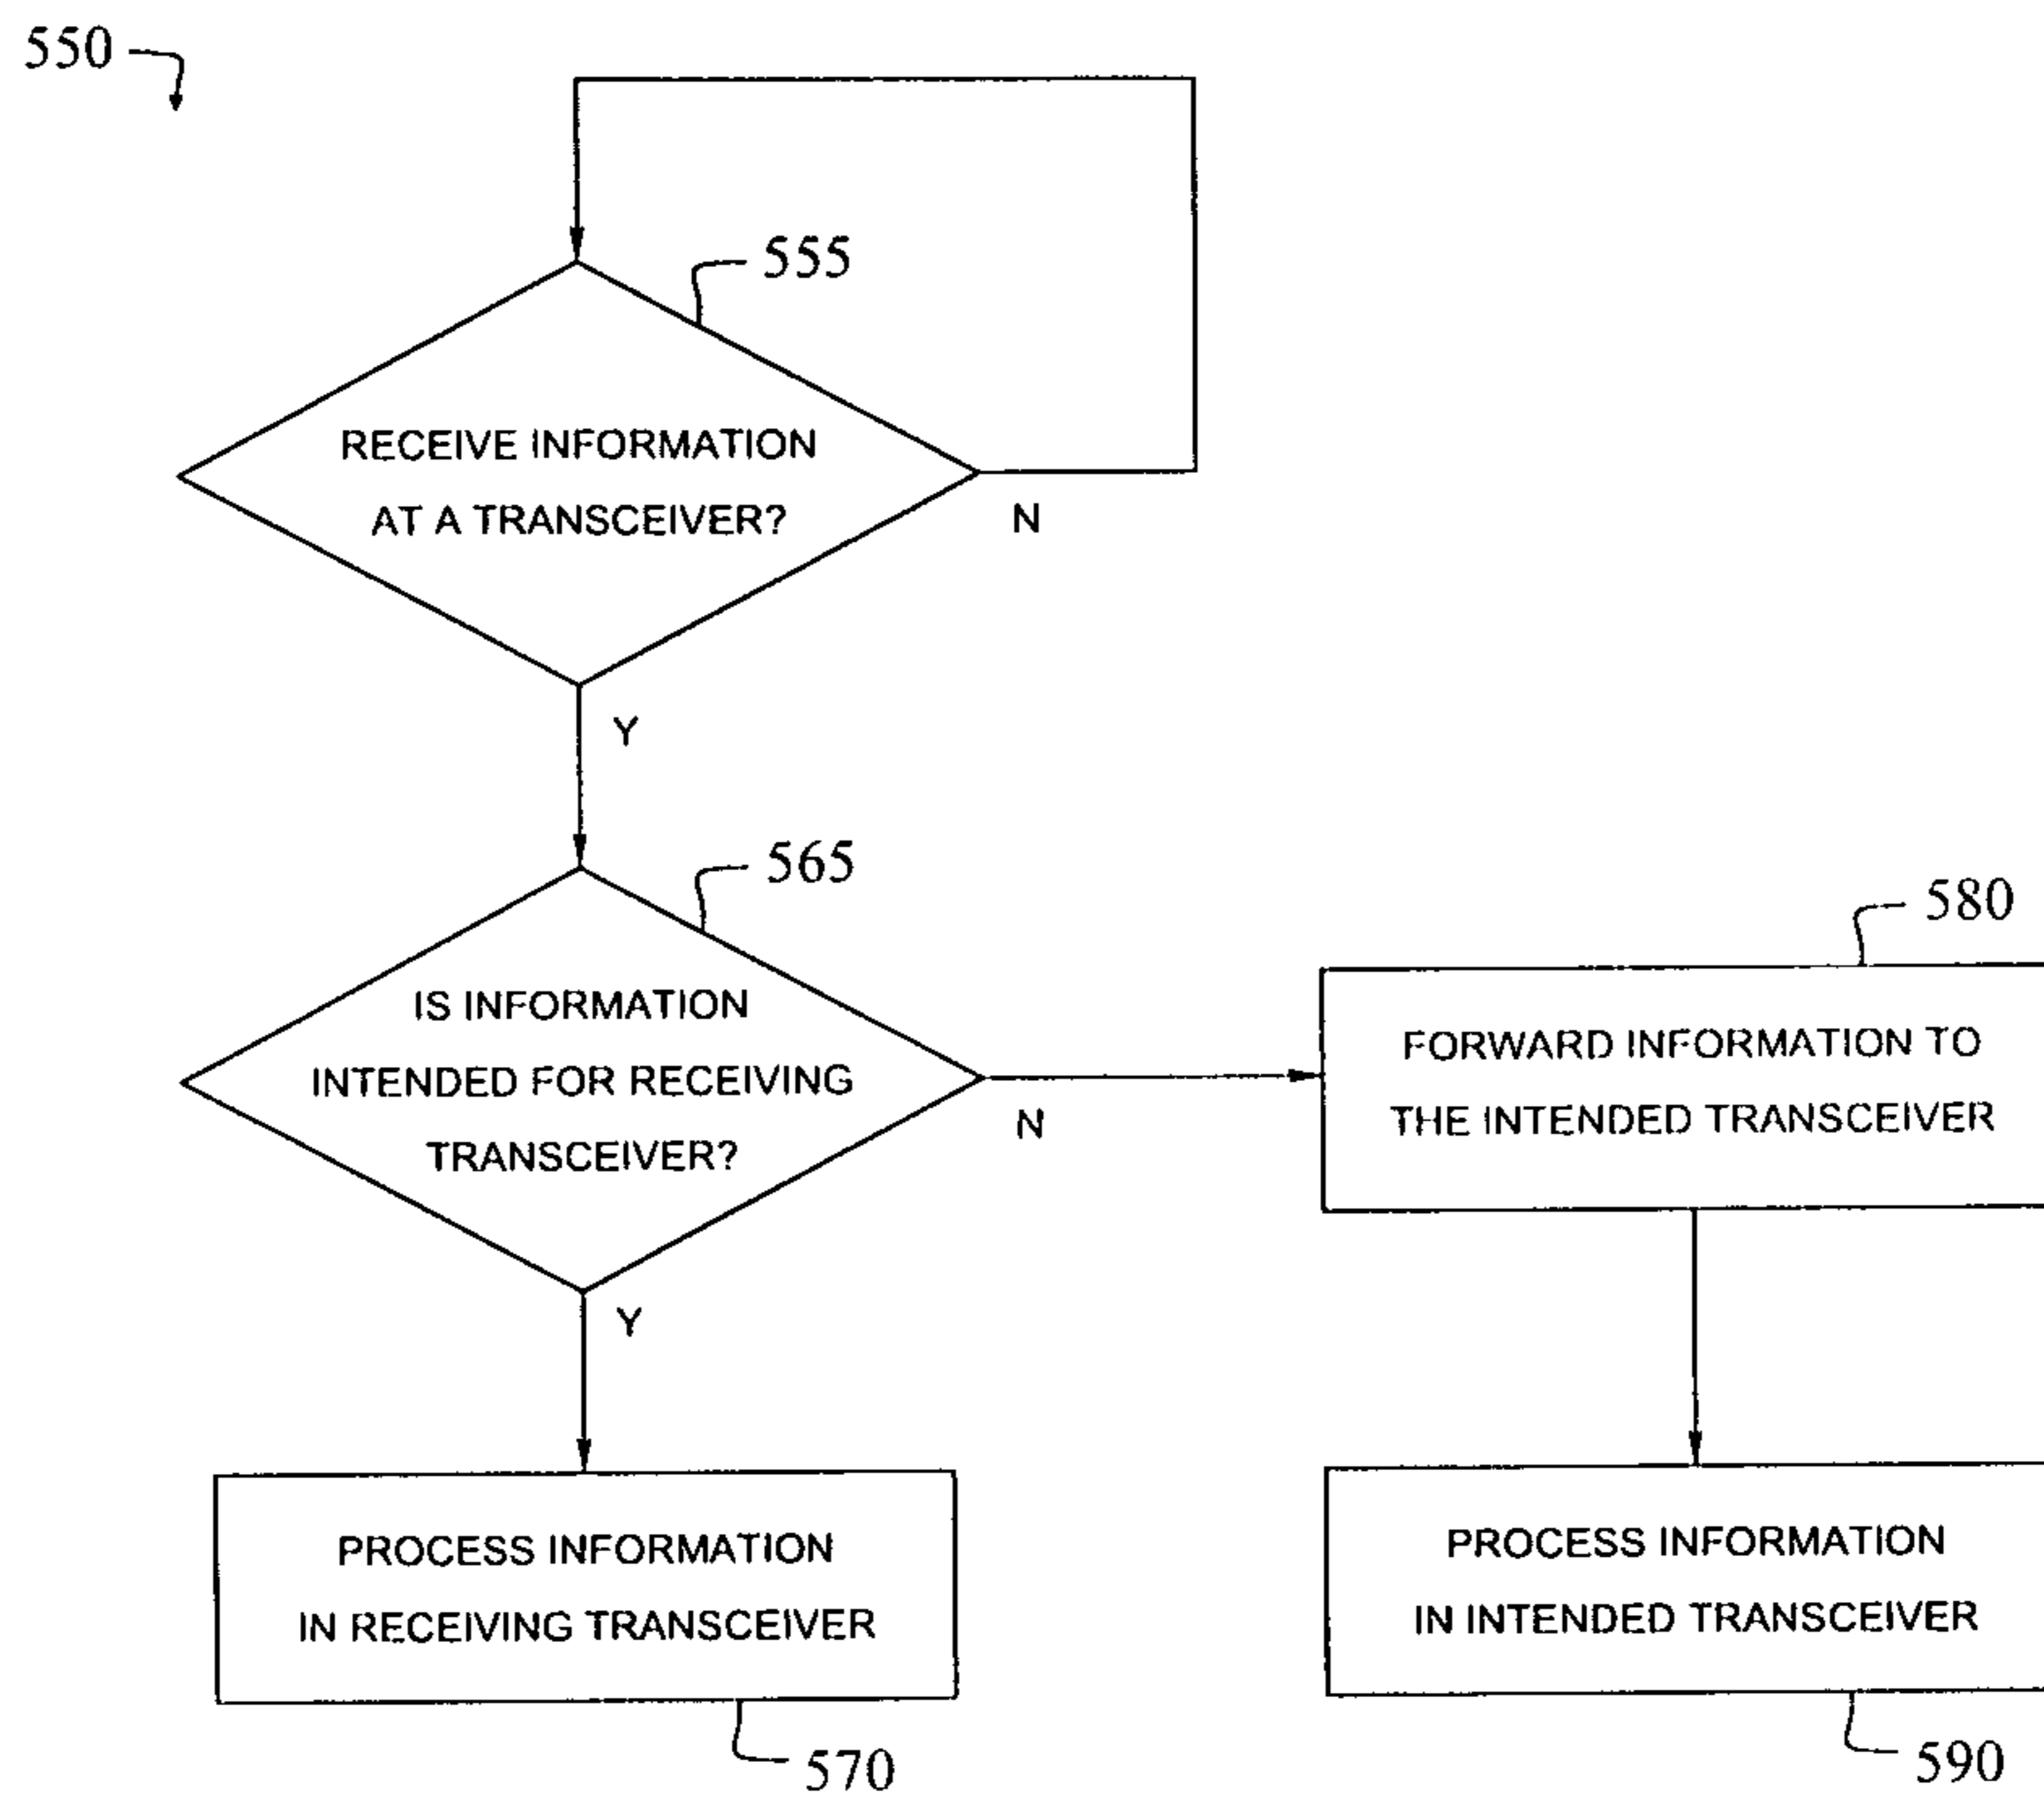 550
555
RECEIVE INFORMATION
AT A TRANSCEIVER?
N
Y
565
IS INFORMATION
INTENDED FOR RECEIVING
TRANSCEIVER?
N
Y
580
FORWARD INFORMATION TO
THE INTENDED TRANSCEIVER
PROCESS INFORMATION
IN RECEIVING TRANSCEIVER
570
PROCESS INFORMATION
IN INTENDED TRANSCEIVER
590